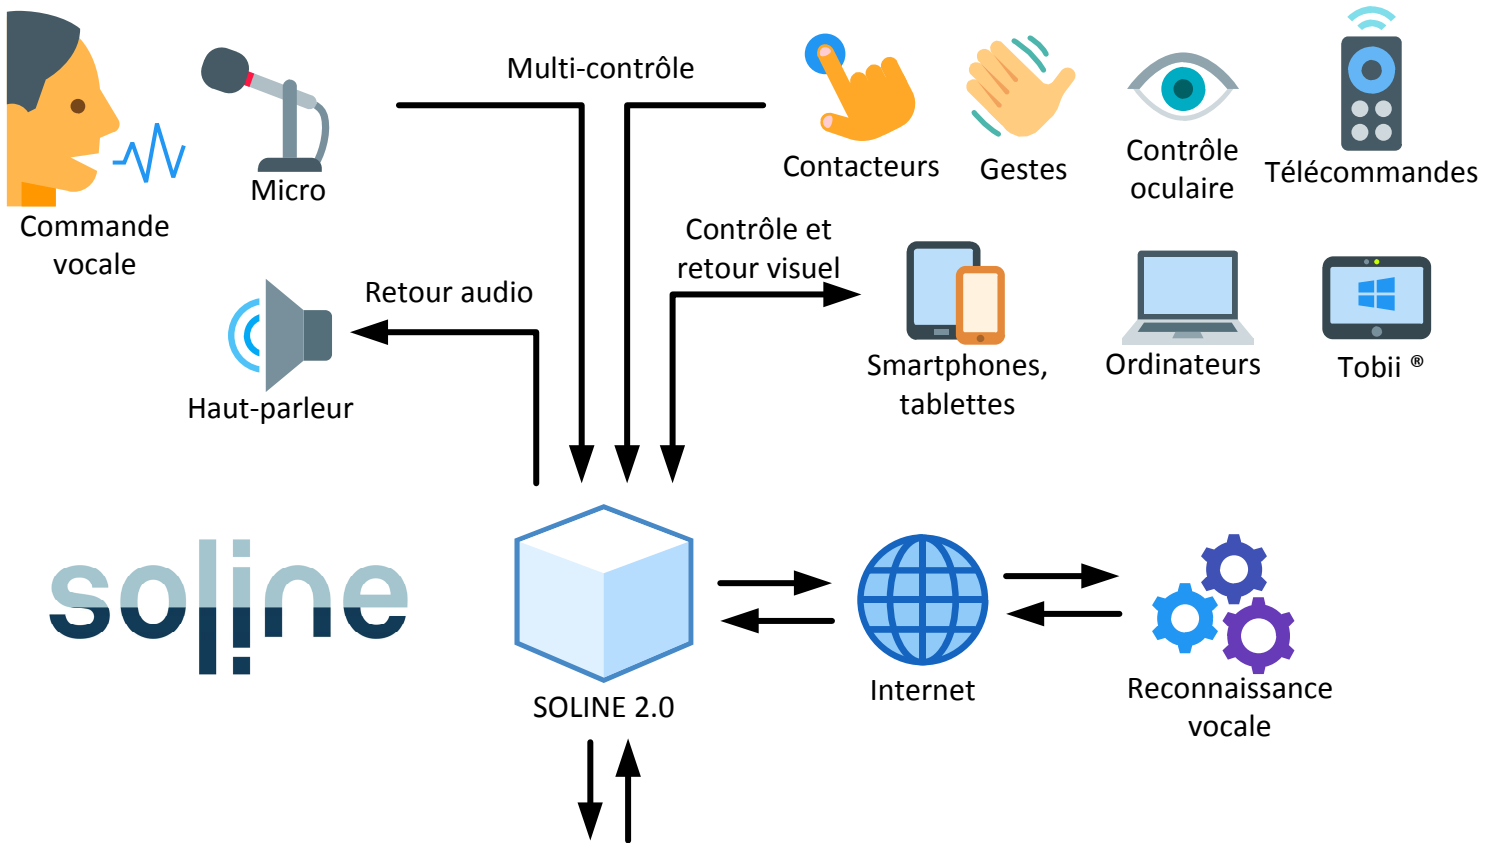 Multi-contrôle
Micro
Commande
vocale
Contacteurs
Gestes
Contrôle
oculaire
Télécommandes
Contrôle et
retour visuel
Retour audio
Haut-parleur
Smartphones,
tablettes
Ordinateurs
Tobii ®
soline
SOLINE 2.0
Internet
Reconnaissance
vocale